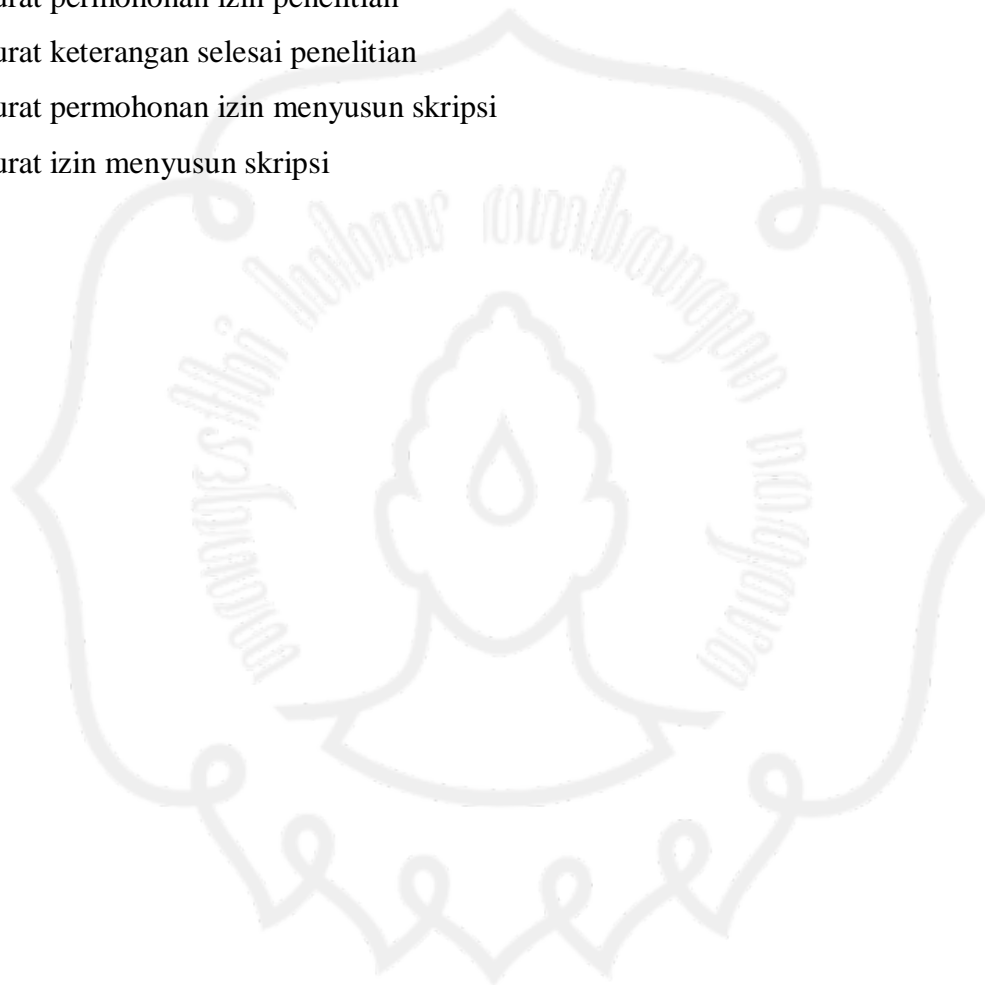 urat permohonan izin penelitian
urat keterangan selesai penelitian
urat permohonan izin menyusun skripsi
urat izin menyusun skripsi